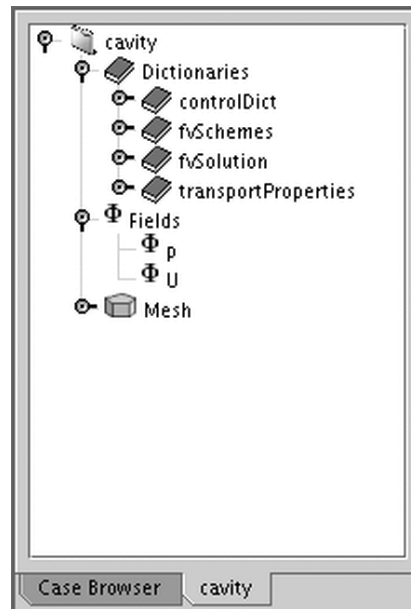 cavity
Dictionaries
controlDict
fvSchemes
fvSolution
transportProperties
Φ Fields
Φ p
Φ U
Mesh
Case Browser cavity